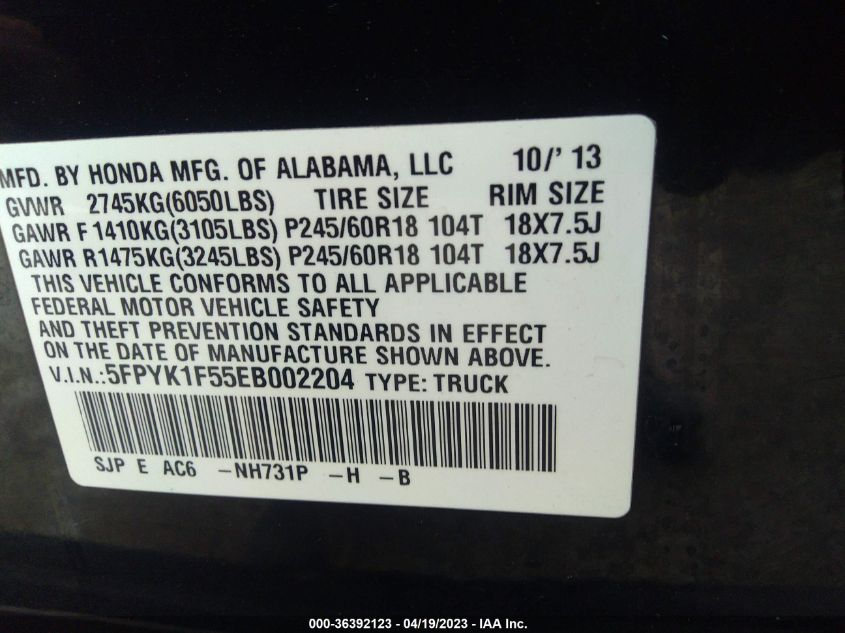 MFD. BY HONDA MFG. OF ALABAMA, LLC 10/' 13
GVWR 2745KG(6050LBS) TIRE SIZE RIM SIZE
GAWR F 1410KG(3105LBS) P245/60R18 104T 18X7.5J
GAWR R 1475KG(3245LBS) P245/60R18 104T 18X7.5J
THIS VEHICLE CONFORMS TO ALL APPLICABLE
FEDERAL MOTOR VEHICLE SAFETY
AND THEFT PREVENTION STANDARDS IN EFFECT
ON THE DATE OF MANUFACTURE SHOWN ABOVE.
V.I.N.:5FPYK1F55EB002204 TYPE: TRUCK
SJP E AC6 -NH731P -H -B
000-36392123 - 04/19/2023 - IAA Inc.